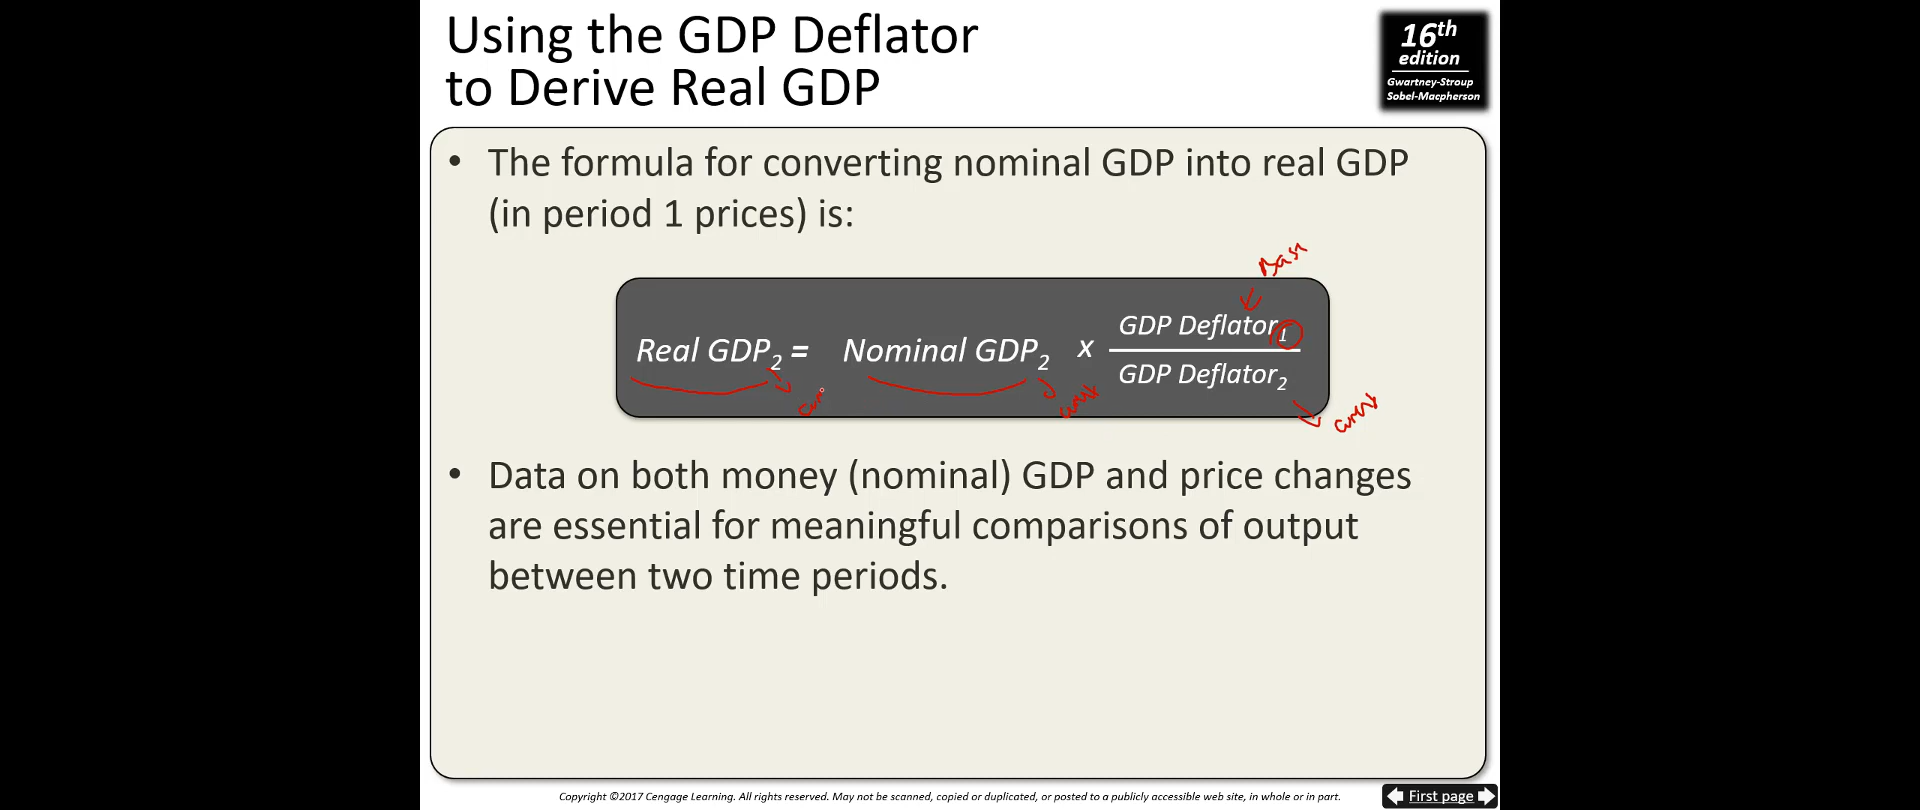 Using the GDP Deflator
to Derive Real GDP
16th
edition
Gwartney-Stroup
Sobel-Macpherson
• The formula for converting nominal GDP into real GDP
(in period 1 prices) is:
Base
Real GDP2 = Nominal GDP2 x GDP Deflator1
GDP Deflator2
• Data on both money (nominal) GDP and price changes
are essential for meaningful comparisons of output
between two time periods.
Copyright ©2017 Cengage Learning. All rights reserved. May not be scanned, copied or duplicated, or posted to a publicly accessible web site, in whole or in part.
First page